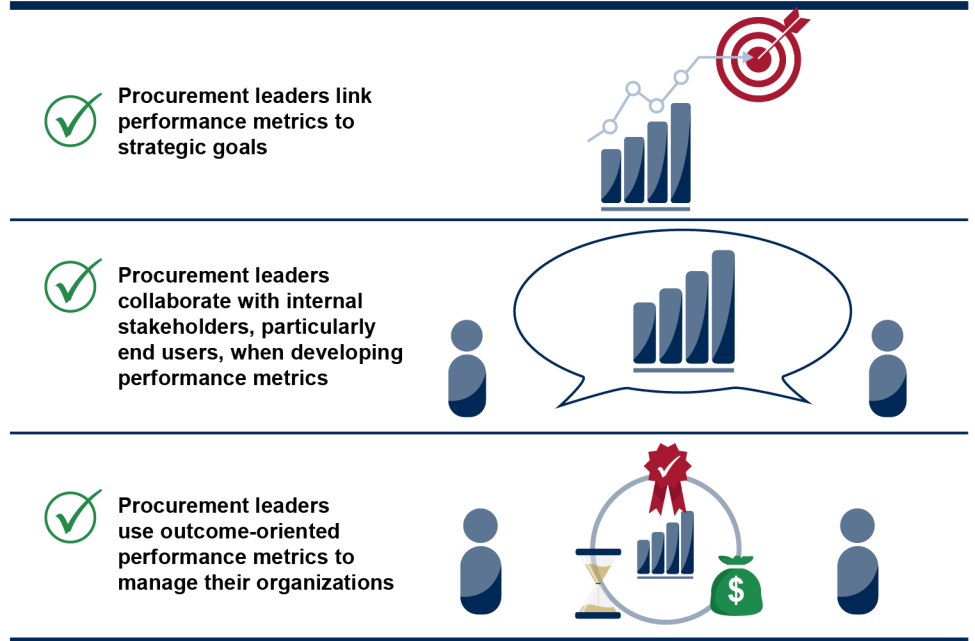 Procurement leaders link
performance metrics to
strategic goals
Procurement leaders
collaborate with internal
stakeholders, particularly
end users, when developing
performance metrics
Procurement leaders
use outcome-oriented
performance metrics to
manage their organizations
$